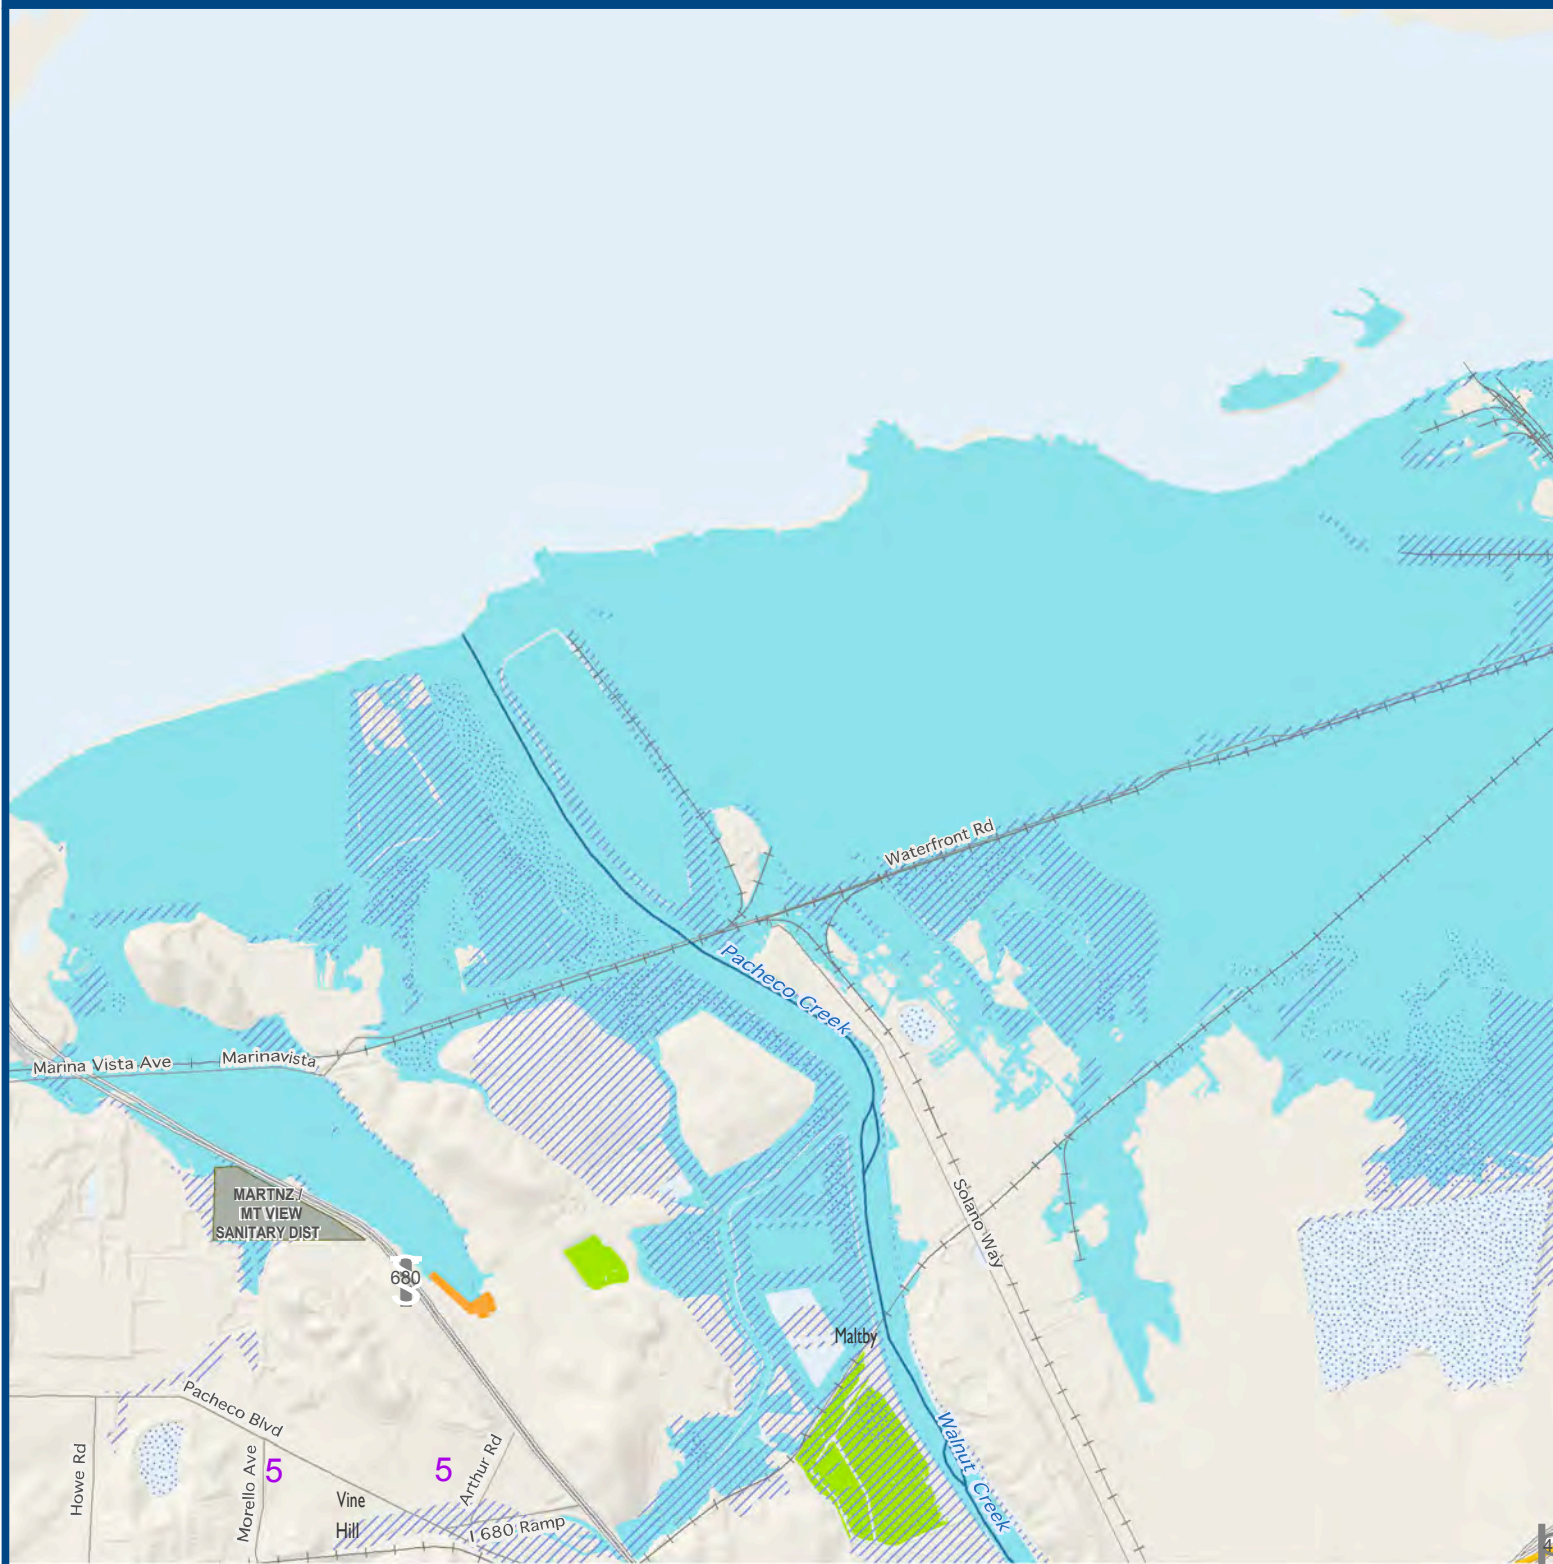 Waterfront Rd
Pacheco Creek
Marina Vista Ave
Marinavista
MARTNZ./
MT VIEW
SANITARY DIST
Solano Way
680
Maltby
Pacheco Blvd
Walnut Creek
Howe Rd
Morello Ave
5
5
Arthur Rd
Vine
Hill
I 680 Ramp
4